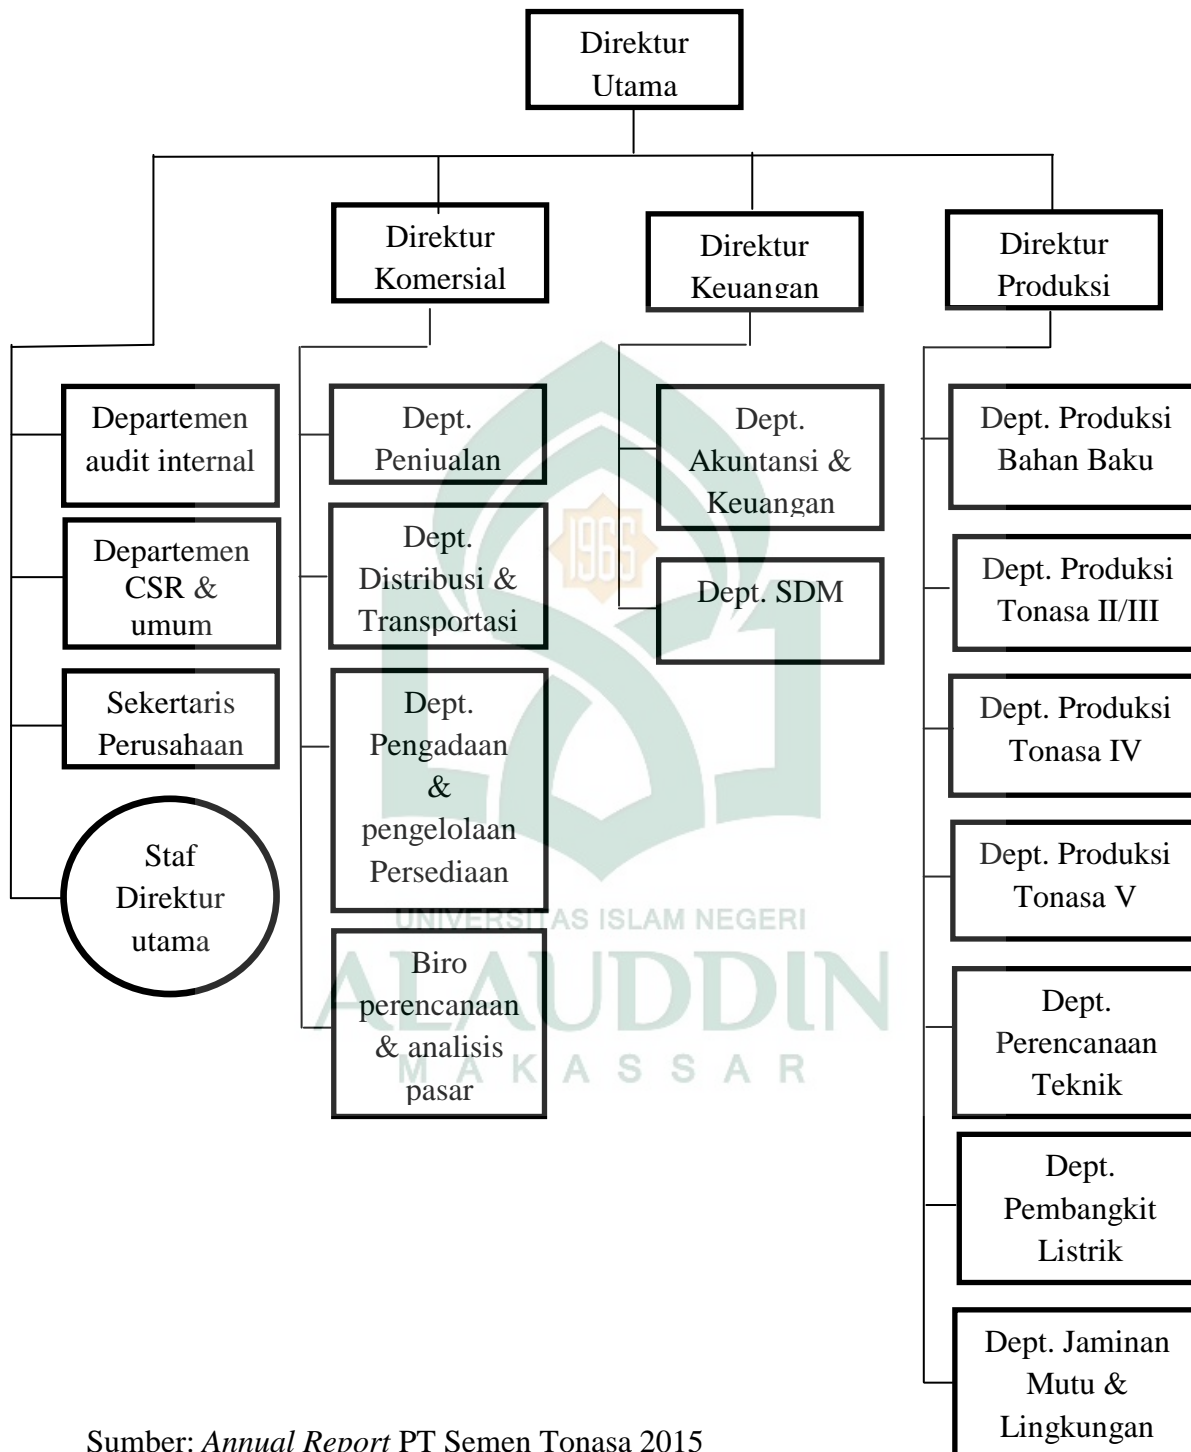 Direktur
Utama
Direktur
Komersial
Direktur
Keuangan
Direktur
Produksi
Departemen
audit internal
Departemen
CSR &
umum
Sekertaris
Perusahaan
Staf
Direktur
utama
Dept.
Penjualan
Dept.
Distribusi &
Transportasi
Dept.
Pengadaan
&
pengelolaan
Persediaan
Biro
perencanaan
& analisis
pasar
Dept.
Akuntansi &
Keuangan
Dept. SDM
Dept. Produksi
Bahan Baku
Dept. Produksi
Tonasa II/III
Dept. Produksi
Tonasa IV
Dept. Produksi
Tonasa V
Dept.
Perencanaan
Teknik
Dept.
Pembangkit
Listrik
Dept. Jaminan
Mutu &
Lingkungan
1965
UNIVERSITAS ISLAM NEGERI
ALAUDDIN
MAKASSAR
Sumber: Annual Report PT Semen Tonasa 2015